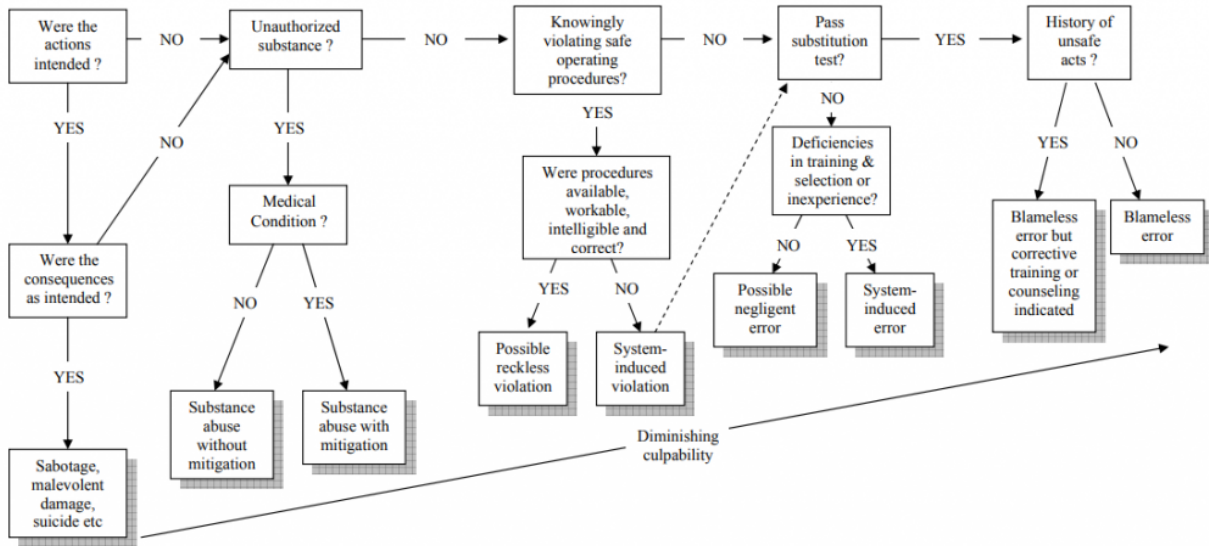 Were the
actions
intended ?
NO
Unauthorized
substance ?
NO
Knowingly
violating safe
operating
procedures?
NO
Pass
substitution
test?
YES
History of
unsafe
acts ?
YES
NO
YES
YES
NO
YES
NO
Medical
Condition ?
Were procedures
available,
workable,
intelligible and
correct?
Deficiencies
in training &
selection or
inexperience?
Were the
consequences
as intended ?
NO
YES
YES
NO
NO
YES
Blameless
error but
corrective
training or
counseling
indicated
Blameless
error
YES
Substance
abuse
without
mitigation
Substance
abuse with
mitigation
Possible
reckless
violation
System-
induced
violation
Possible
negligent
error
System-
induced
error
Sabotage,
malevolent
damage,
suicide etc
Diminishing
culpability